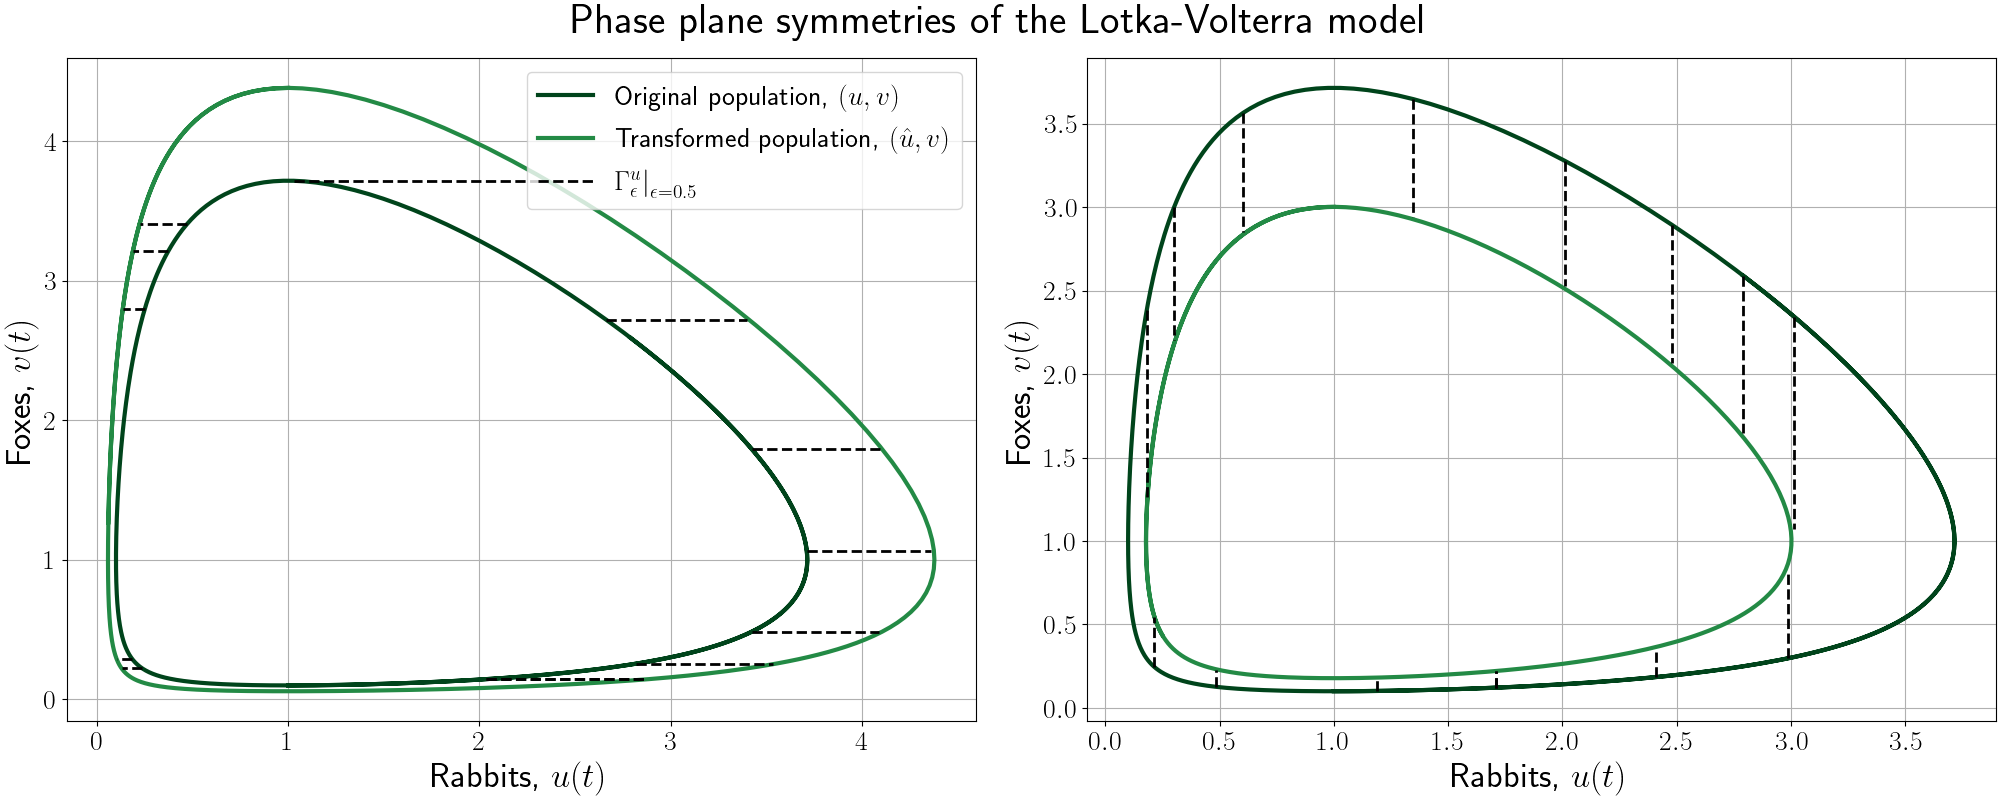 Phase plane symmetries of the Lotka-Volterra model
Original population, (u, v)
Transformed population, (û, v)
Γᵘ_ϵ|_ϵ=0.5
Foxes, v(t)
4
3
2
1
0
0 1 2 3 4
Rabbits, u(t)
Foxes, v(t)
3.5
3.0
2.5
2.0
1.5
1.0
0.5
0.0
0.0 0.5 1.0 1.5 2.0 2.5 3.0 3.5
Rabbits, u(t)